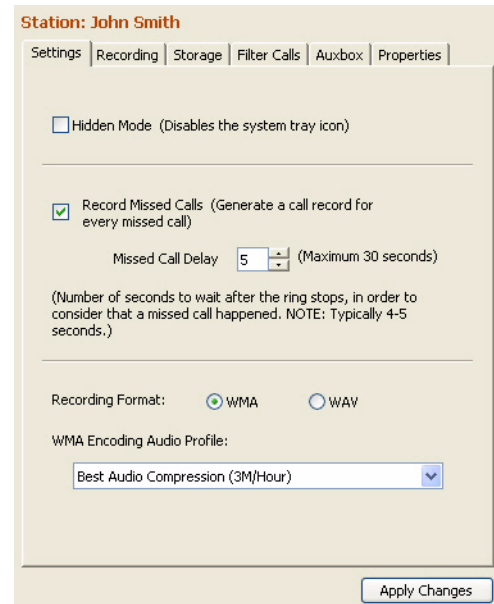 Station: John Smith
Settings Recording Storage Filter Calls Auxbox Properties
Hidden Mode (Disables the system tray icon)
Record Missed Calls (Generate a call record for
every missed call)
Missed Call Delay 5 (Maximum 30 seconds)
(Number of seconds to wait after the ring stops, in order to
consider that a missed call happened. NOTE: Typically 4-5
seconds.)
Recording Format: WMA WAV
WMA Encoding Audio Profile:
Best Audio Compression (3M/Hour)
Apply Changes